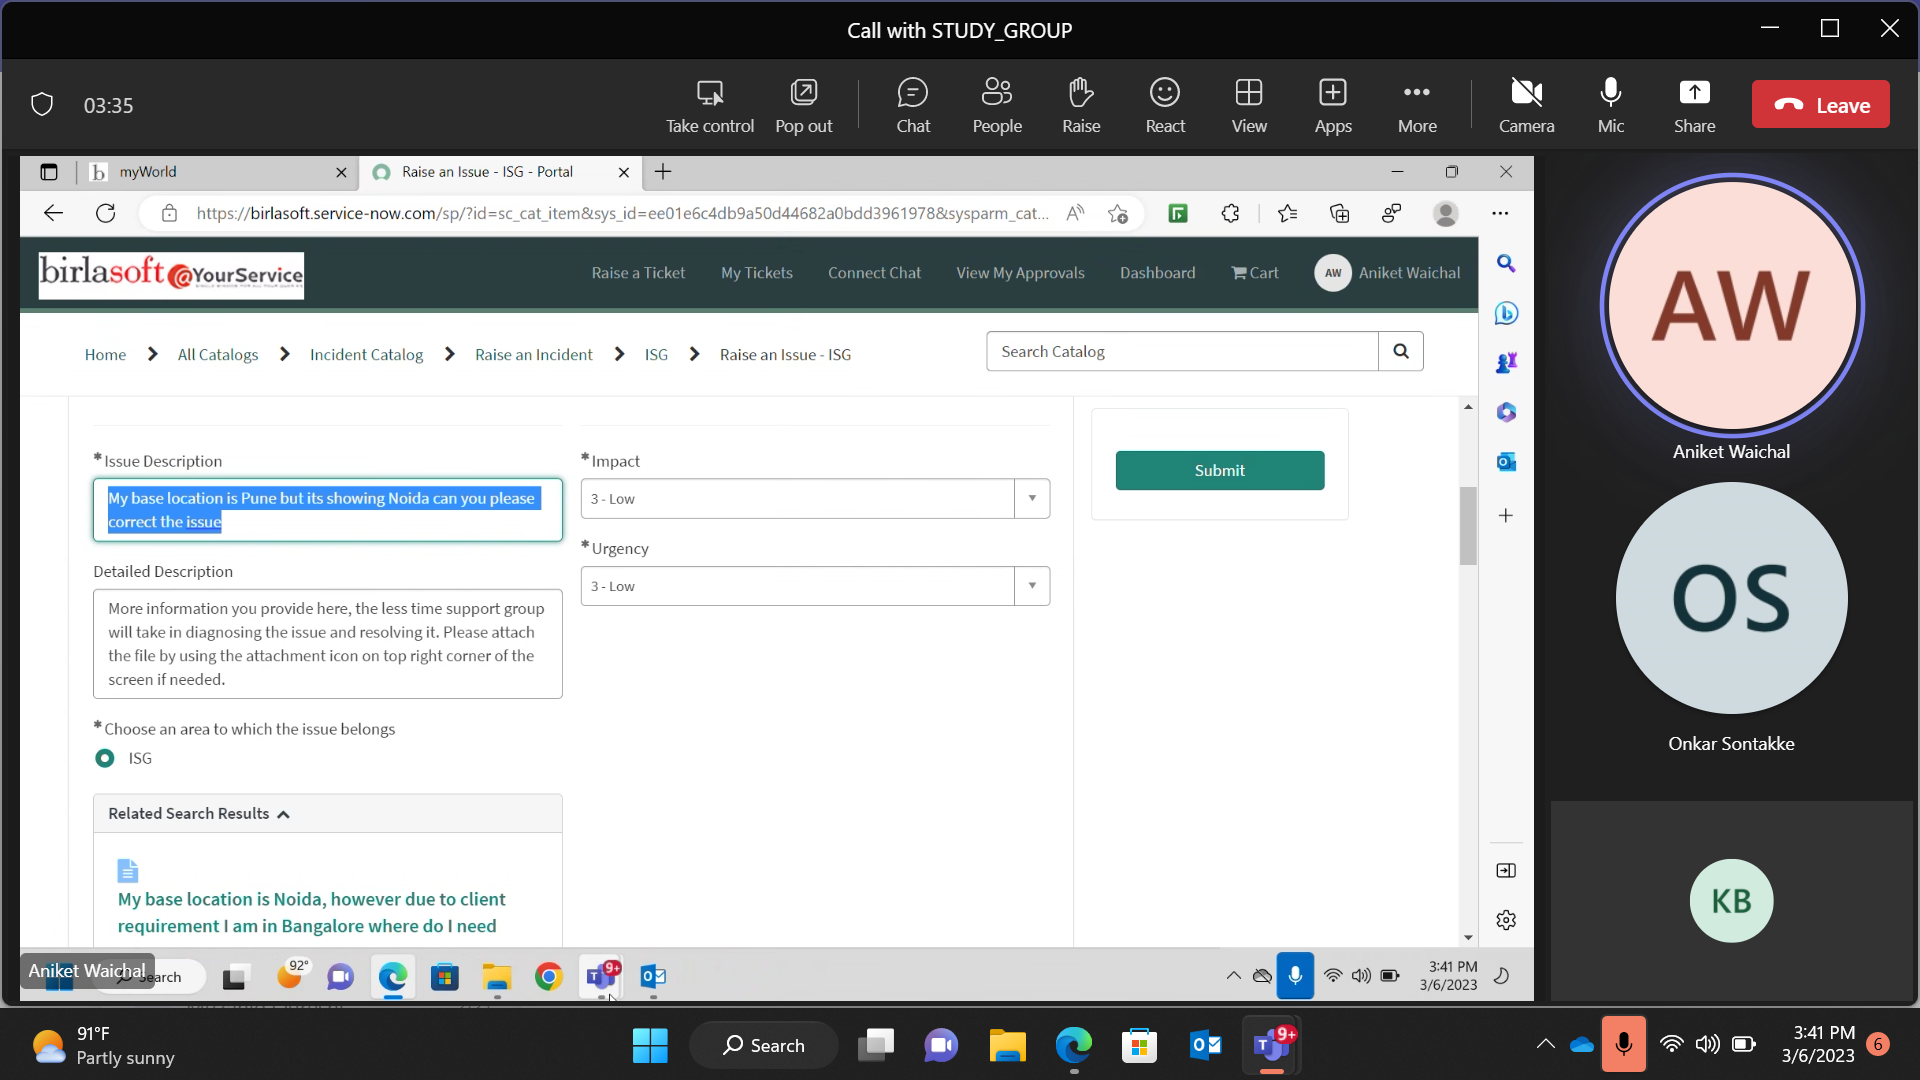 Call with STUDY_GROUP
03:35
Take control
Pop out
Chat
People
Raise
React
View
Apps
More
Camera
Mic
Share
Leave
b myWorld
Raise an Issue - ISG - Portal
https://birlasoft.service-now.com/sp/?id=sc_cat_item&sys_id=ee01e6c4db9a50d44682a0bdd3961978&sysparm_cat...
birlasoft @YourService
Raise a Ticket
My Tickets
Connect Chat
View My Approvals
Dashboard
Cart
AW
Aniket Waichal
Home > All Catalogs > Incident Catalog > Raise an Incident > ISG > Raise an Issue - ISG
Search Catalog
*Issue Description
My base location is Pune but its showing Noida can you please
correct the issue
*Impact
3 - Low
Submit
*Urgency
3 - Low
Detailed Description
More information you provide here, the less time support group
will take in diagnosing the issue and resolving it. Please attach
the file by using the attachment icon on top right corner of the
screen if needed.
*Choose an area to which the issue belongs
ISG
Related Search Results
My base location is Noida, however due to client
requirement I am in Bangalore where do I need
AW
Aniket Waichal
OS
Onkar Sontakke
KB
Aniket Waichal
92°
9+
3:41 PM
3/6/2023
91°F
Partly sunny
Search
9+
3:41 PM
3/6/2023
6